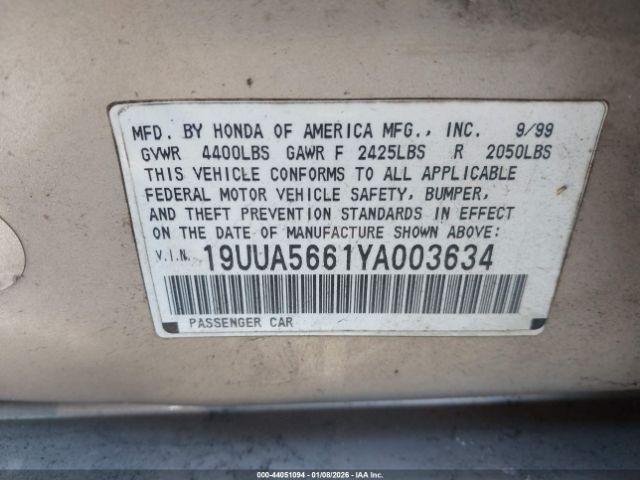 MFD. BY HONDA OF AMERICA MFG., INC. 9/99
GVWR 4400LBS GAWR F 2425LBS R 2050LBS
THIS VEHICLE CONFORMS TO ALL APPLICABLE
FEDERAL MOTOR VEHICLE SAFETY, BUMPER,
AND THEFT PREVENTION STANDARDS IN EFFECT
ON THE DATE OF MANUFACTURE SHOWN ABOVE:
V.I.N. 19UUA5661YA003634
PASSENGER CAR
000-44051094 - 01/08/2026 - IAAI.COM